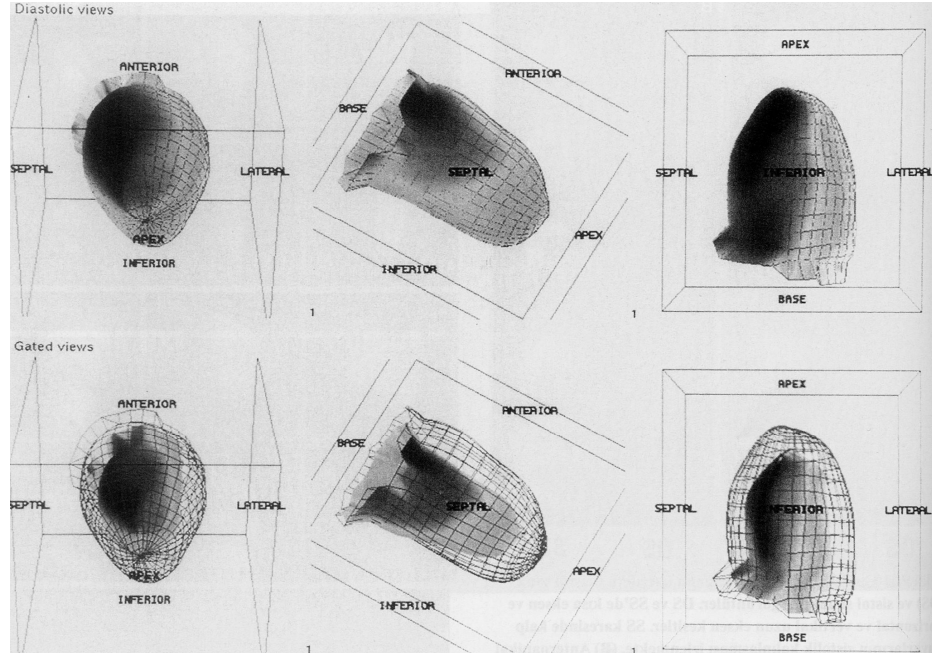 Diastolic views
ANTERIOR
SEPTAL
LATERAL
APEX
INFERIOR
ANTERIOR
BASE
SEPTAL
APEX
INFERIOR
1
APEX
SEPTAL
INFERIOR
LATERAL
BASE
1
Gated views
ANTERIOR
SEPTAL
LATERAL
APEX
INFERIOR
ANTERIOR
BASE
SEPTAL
APEX
INFERIOR
1
APEX
SEPTAL
INFERIOR
LATERAL
BASE
1